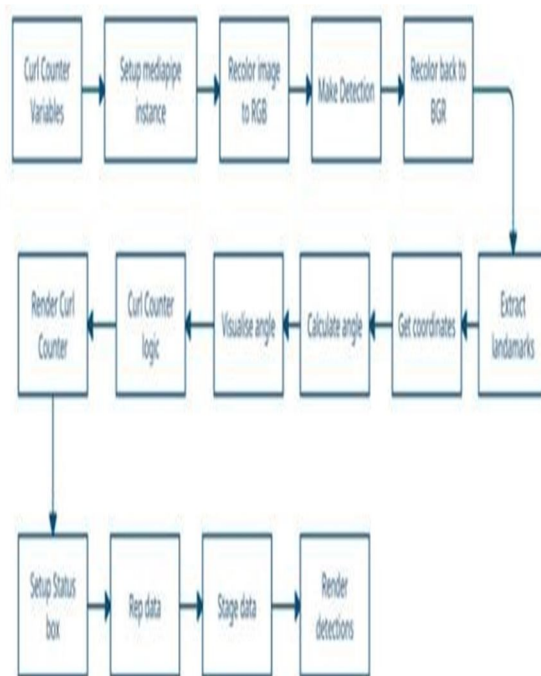 Curl Counter
Variables
Setup mediapipe
instance
Recolor image
to RGB
Make Detection
Recolor back to
BGR
Render Curl
Counter
Curl Counter
logic
Visualise angle
Calculate angle
Get coordinates
Extract
landamarks
Setup Status
box
Rep data
Stage data
Render
detections